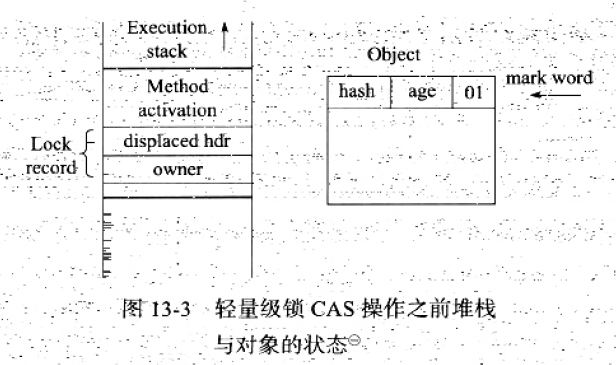 Execution
stack
Object
mark word
hash age 01
Method
activation
Lock
record
displaced hdr
owner
图 13-3 轻量级锁 CAS 操作之前堆栈
与对象的状态㊀